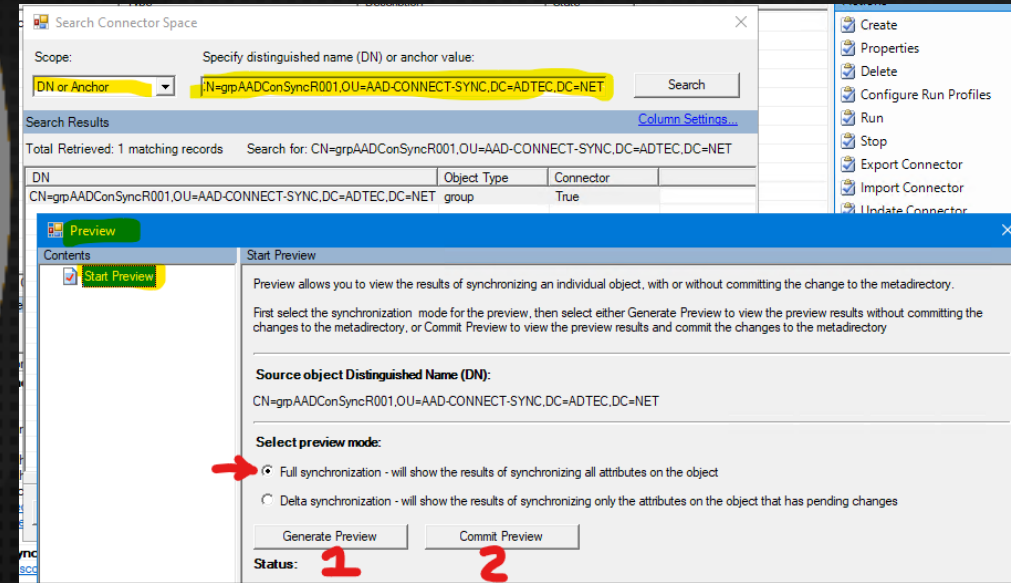 Search Connector Space
Scope:
Specify distinguished name (DN) or anchor value:
DN or Anchor
CN=grpAADConSyncR001,OU=AAD-CONNECT-SYNC,DC=ADTEC,DC=NET
Search
Search Results
Column Settings...
Total Retrieved: 1 matching records
Search for: CN=grpAADConSyncR001,OU=AAD-CONNECT-SYNC,DC=ADTEC,DC=NET
DN
Object Type
Connector
CN=grpAADConSyncR001,OU=AAD-CONNECT-SYNC,DC=ADTEC,DC=NET
group
True
Actions
Create
Properties
Delete
Configure Run Profiles
Run
Stop
Export Connector
Import Connector
Update Connector
Preview
Contents
Start Preview
Start Preview
Preview allows you to view the results of synchronizing an individual object, with or without committing the change to the metadirectory.
First select the synchronization mode for the preview, then select either Generate Preview to view the preview results without committing the
changes to the metadirectory, or Commit Preview to view the preview results and commit the changes to the metadirectory
Source object Distinguished Name (DN):
CN=grpAADConSyncR001,OU=AAD-CONNECT-SYNC,DC=ADTEC,DC=NET
Select preview mode:
Full synchronization - will show the results of synchronizing all attributes on the object
Delta synchronization - will show the results of synchronizing only the attributes on the object that has pending changes
Generate Preview
Commit Preview
Status:
1
2